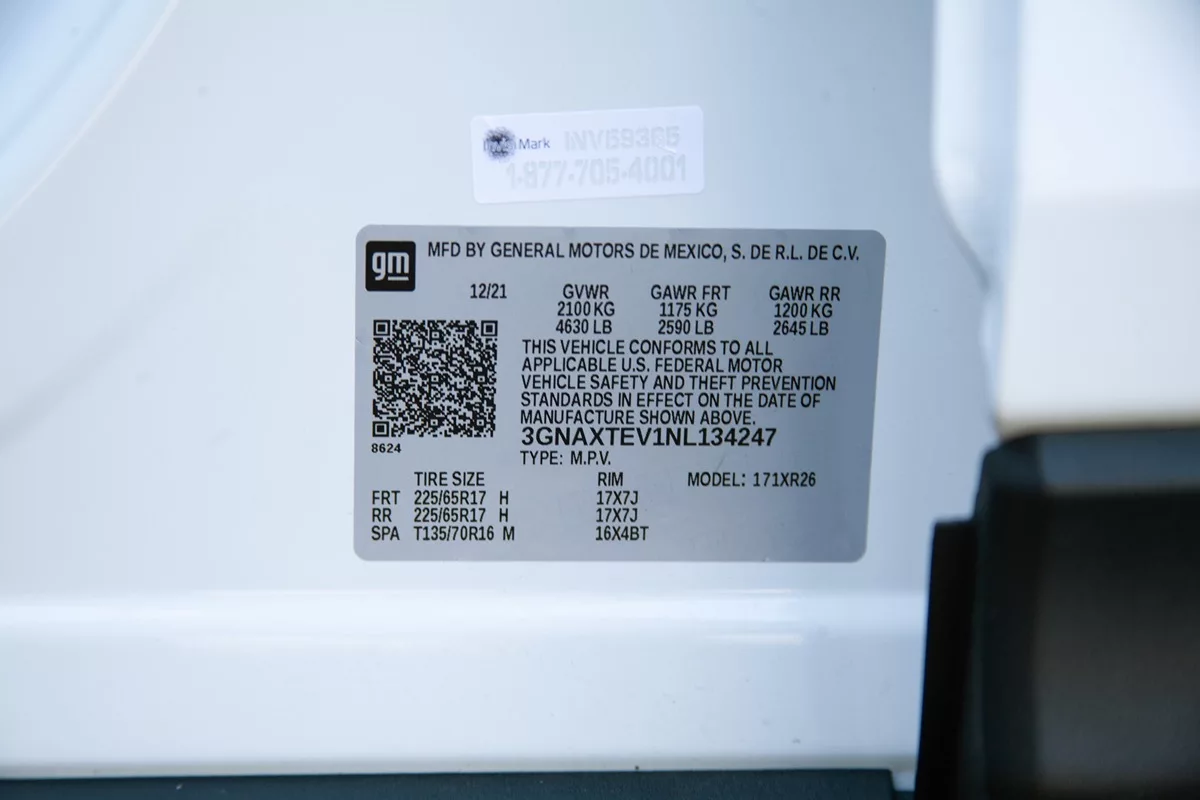 Mark INV59365
1-877-705-4001
gm
MFD BY GENERAL MOTORS DE MEXICO, S. DE R.L. DE C.V.
12/21 GVWR GAWR FRT GAWR RR
2100 KG 1175 KG 1200 KG
4630 LB 2590 LB 2645 LB
THIS VEHICLE CONFORMS TO ALL
APPLICABLE U.S. FEDERAL MOTOR
VEHICLE SAFETY AND THEFT PREVENTION
STANDARDS IN EFFECT ON THE DATE OF
MANUFACTURE SHOWN ABOVE.
3GNAXTEV1NL134247
8624
TYPE: M.P.V.
TIRE SIZE RIM MODEL: 171XR26
FRT 225/65R17 H 17X7J
RR 225/65R17 H 17X7J
SPA T135/70R16 M 16X4BT